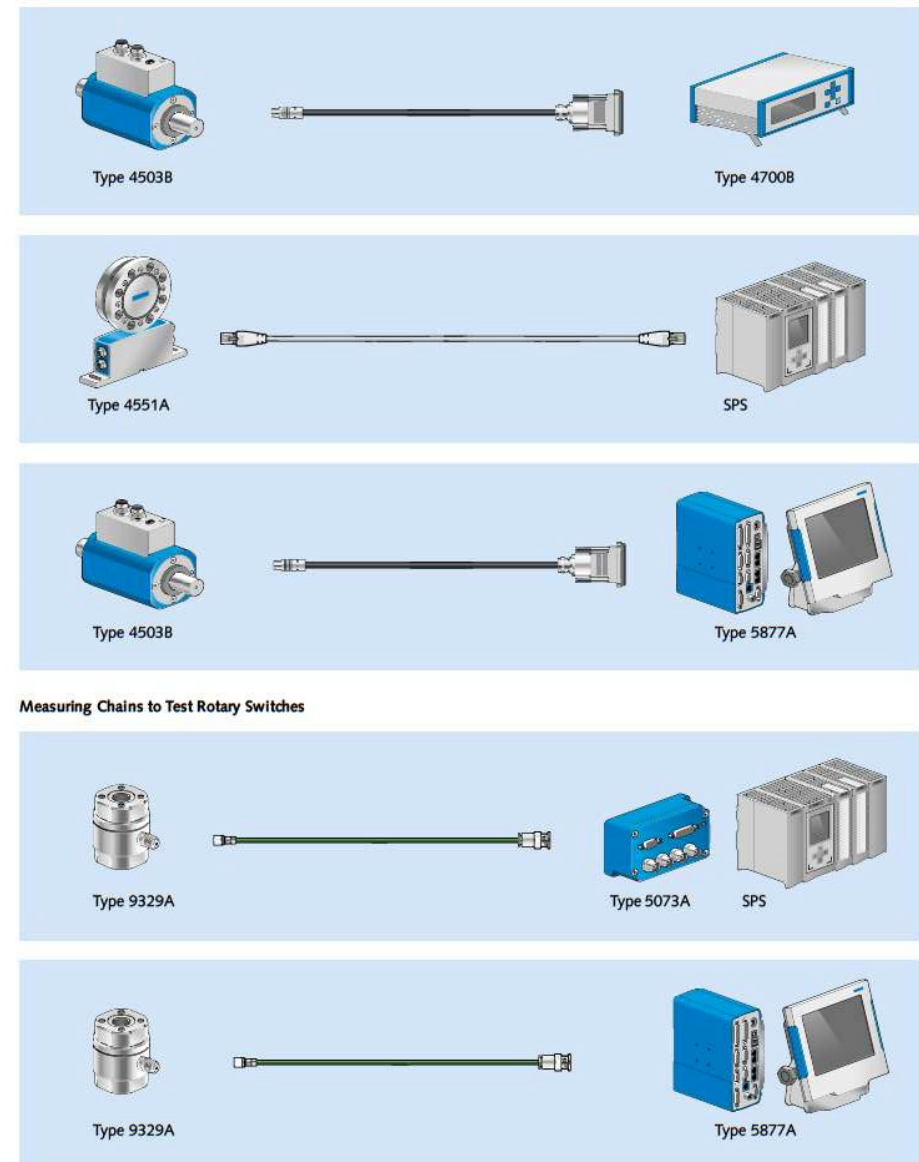 Type 4503B
Type 4700B
Type 4551A
SPS
Type 4503B
Type 5877A
Measuring Chains to Test Rotary Switches
Type 9329A
Type 5073A
SPS
Type 9329A
Type 5877A